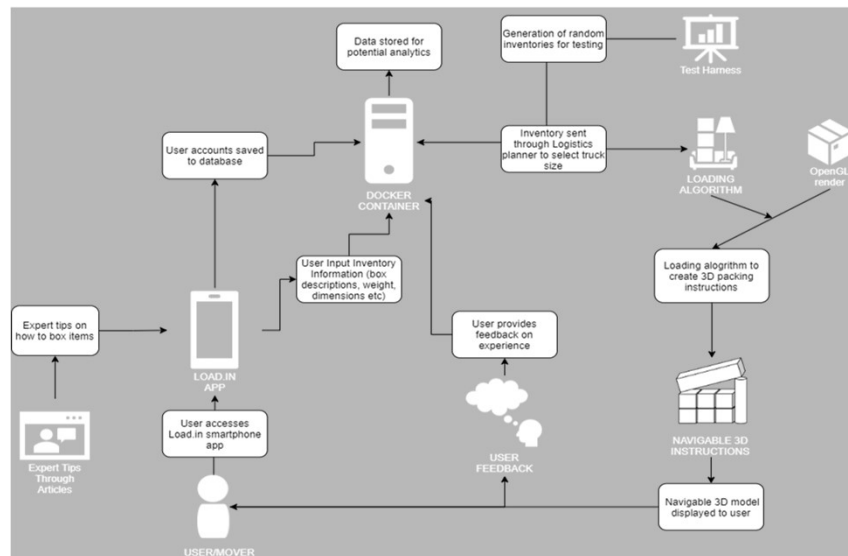 Data stored for
potential analytics
Generation of random
inventories for testing
Test Harness
User accounts saved
to database
DOCKER
CONTAINER
Inventory sent
through Logistics
planner to select truck
size
LOADING
ALGORITHM
OpenGL
render
User Input Inventory
Information (box
descriptions, weight,
dimensions etc)
Loading alogrithm to
create 3D packing
instructions
Expert tips on
how to box items
LOAD.IN
APP
User provides
feedback on
experience
User accesses
Load.in smartphone
app
Expert Tips
Through
Articles
USER
FEEDBACK
NAVIGABLE 3D
INSTRUCTIONS
Navigable 3D model
displayed to user
USER/MOVER